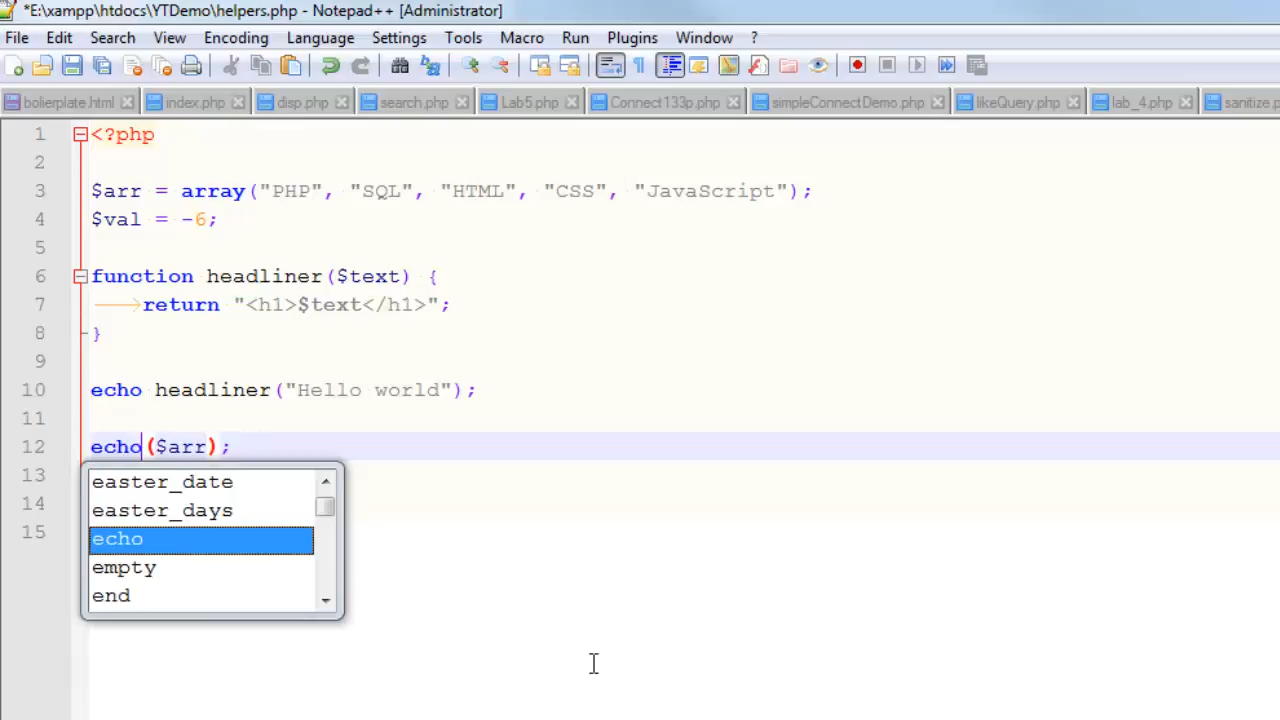 *E:\xampp\htdocs\YTDemo\helpers.php - Notepad++ [Administrator]
File Edit Search View Encoding Language Settings Tools Macro Run Plugins Window ?
bolierplate.html index.php disp.php search.php Lab5.php Connect133p.php simpleConnectDemo.php likeQuery.php lab_4.php sanitize.p
1 <?php
2
3 $arr = array("PHP", "SQL", "HTML", "CSS", "JavaScript");
4 $val = -6;
5
6 function headliner($text) {
7 return "<h1>$text</h1>";
8 }
9
10 echo headliner("Hello world");
11
12 echo($arr);
13
14
15
easter_date
easter_days
echo
empty
end